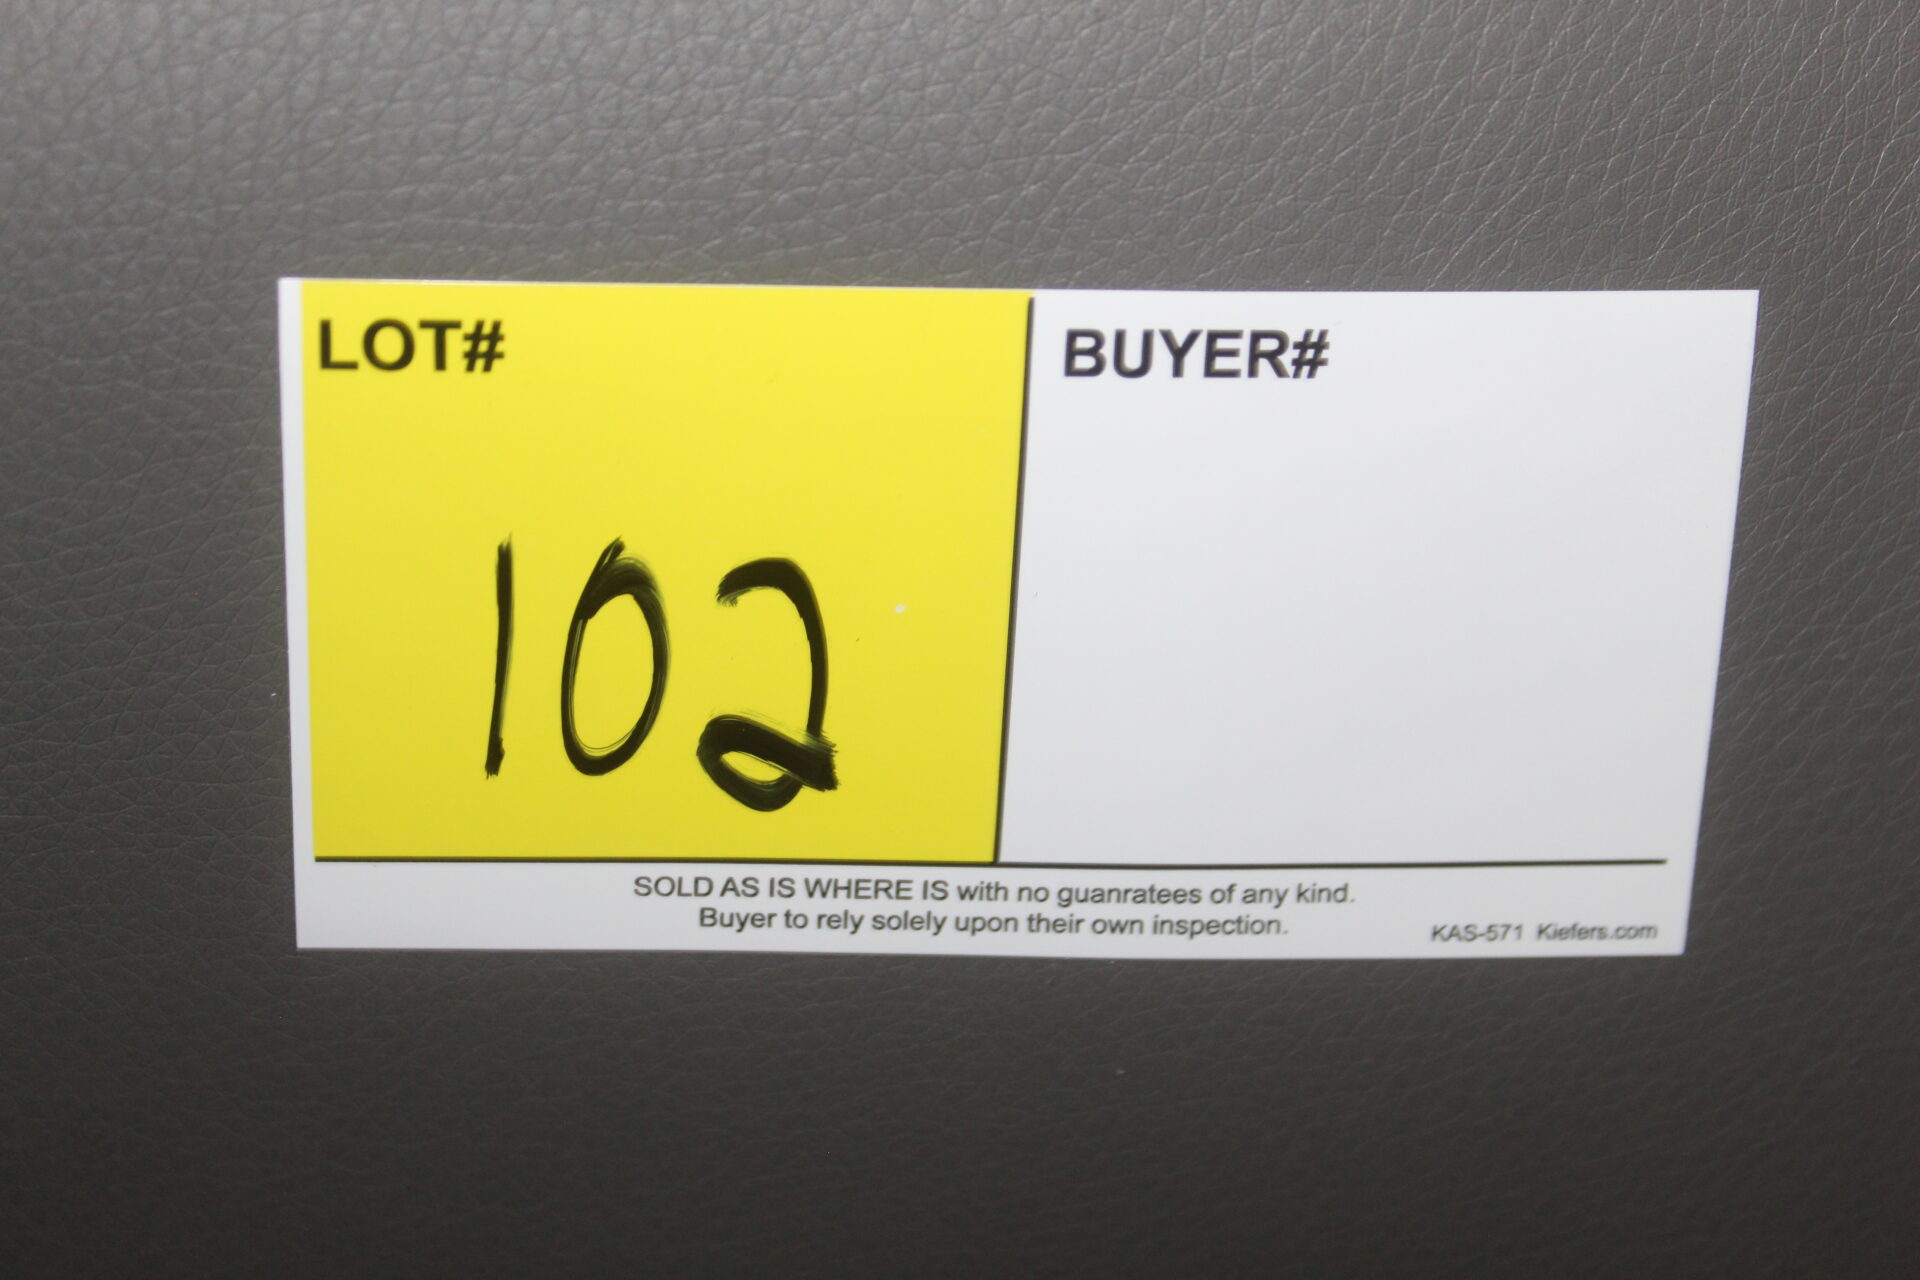 LOT# BUYER#
102
SOLD AS IS WHERE IS with no guanratees of any kind.
Buyer to rely solely upon their own inspection.
KAS-571 Kiefers.com